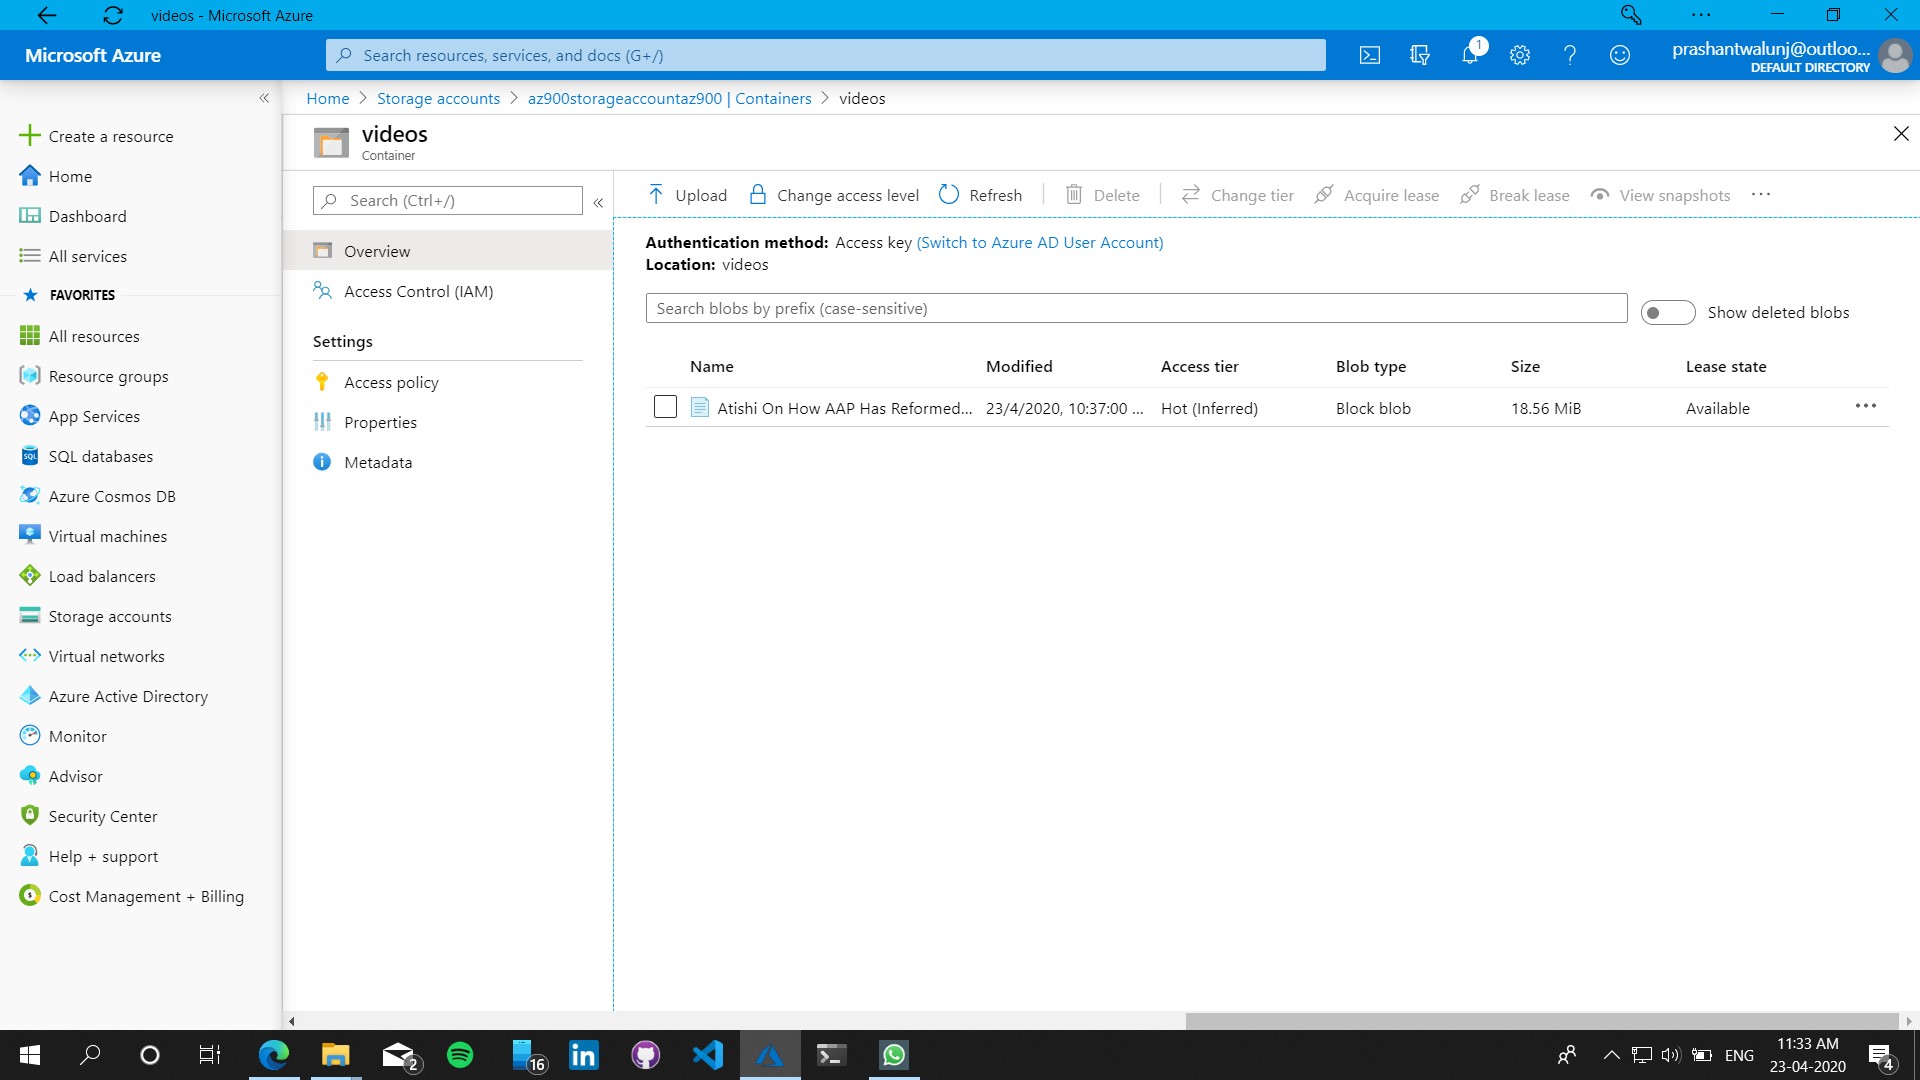 videos - Microsoft Azure
Microsoft Azure
Search resources, services, and docs (G+/)
1
prashantwalunj@outloo...
DEFAULT DIRECTORY
Home > Storage accounts > az900storageaccountaz900 | Containers > videos
videos
Container
Create a resource
Home
Dashboard
All services
FAVORITES
All resources
Resource groups
App Services
SQL databases
Azure Cosmos DB
Virtual machines
Load balancers
Storage accounts
Virtual networks
Azure Active Directory
Monitor
Advisor
Security Center
Help + support
Cost Management + Billing
Search (Ctrl+/)
Overview
Access Control (IAM)
Settings
Access policy
Properties
Metadata
Upload Change access level Refresh Delete Change tier Acquire lease Break lease View snapshots ...
Authentication method: Access key (Switch to Azure AD User Account)
Location: videos
Search blobs by prefix (case-sensitive)
Show deleted blobs
Name Modified Access tier Blob type Size Lease state
Atishi On How AAP Has Reformed... 23/4/2020, 10:37:00 ... Hot (Inferred) Block blob 18.56 MiB Available ...
2
16
ENG
11:33 AM
23-04-2020
4